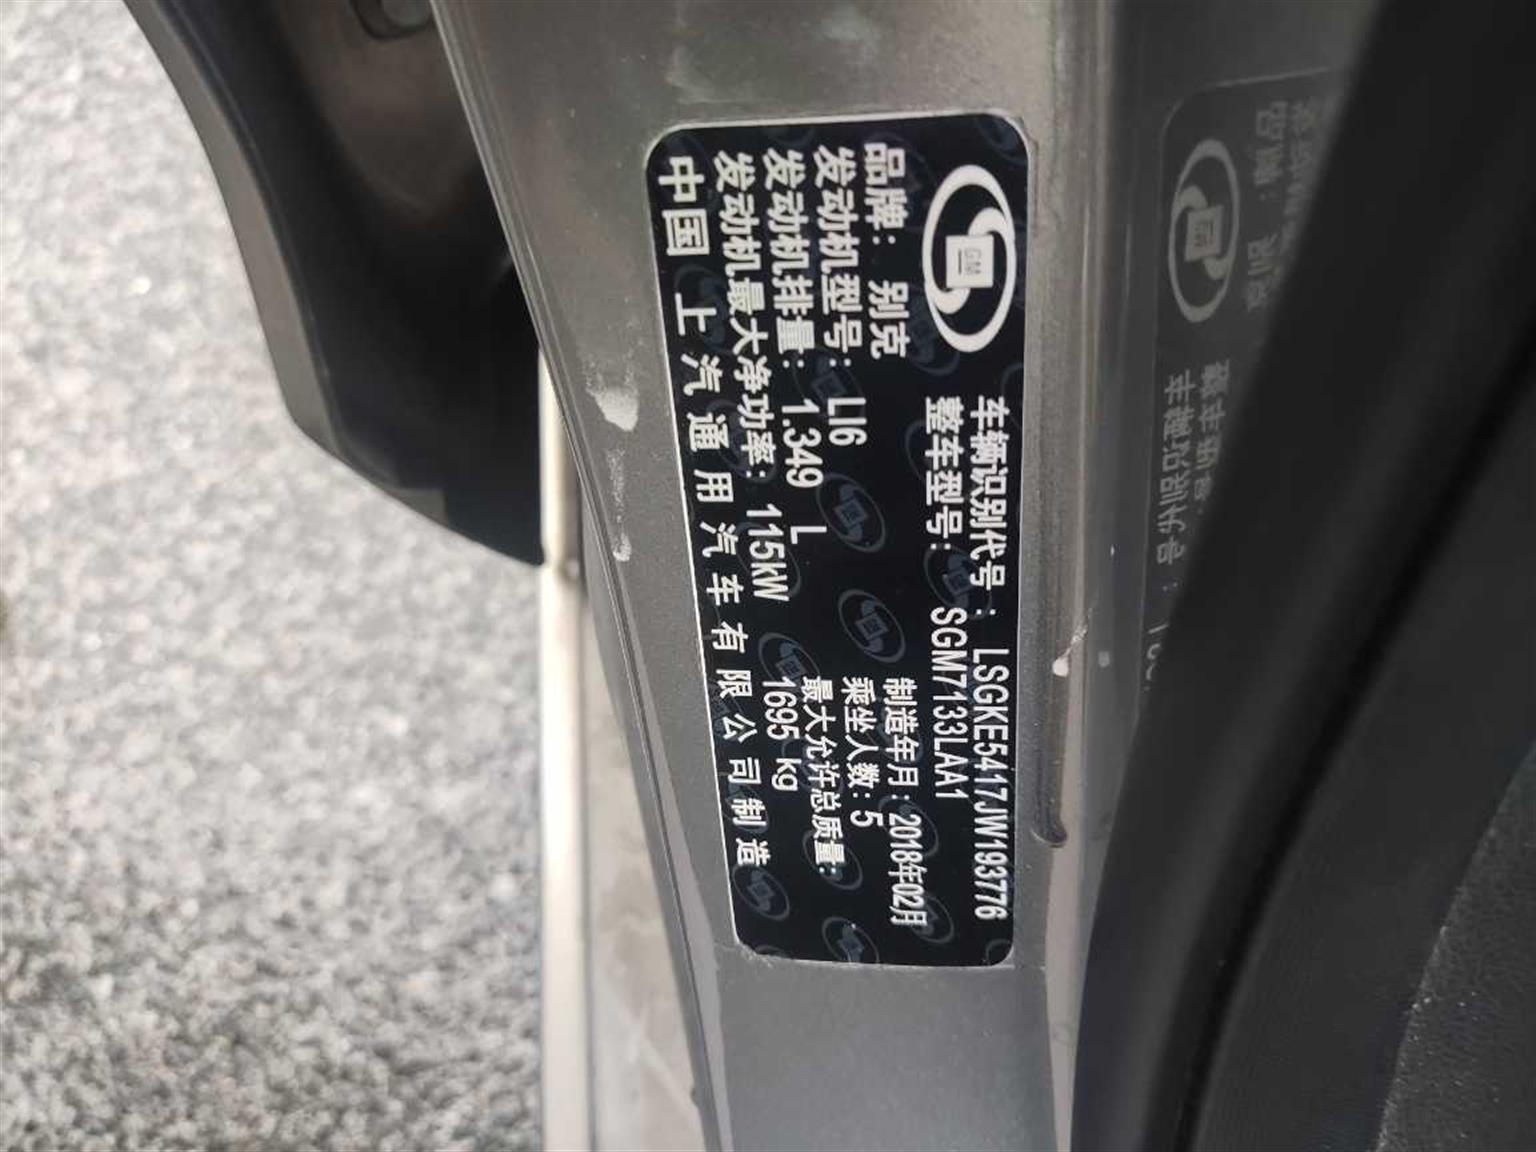 GM
车辆识别代号: LSGKE5417JW193776
整车型号: SGM7133LAA1
品牌: 别克
制造年月: 2018年02月
发动机型号: LI6
乘坐人数: 5
发动机排量: 1.349 L
最大允许总质量:
发动机最大净功率: 115kW
1695 kg
中国 上汽通用汽车有限公司制造